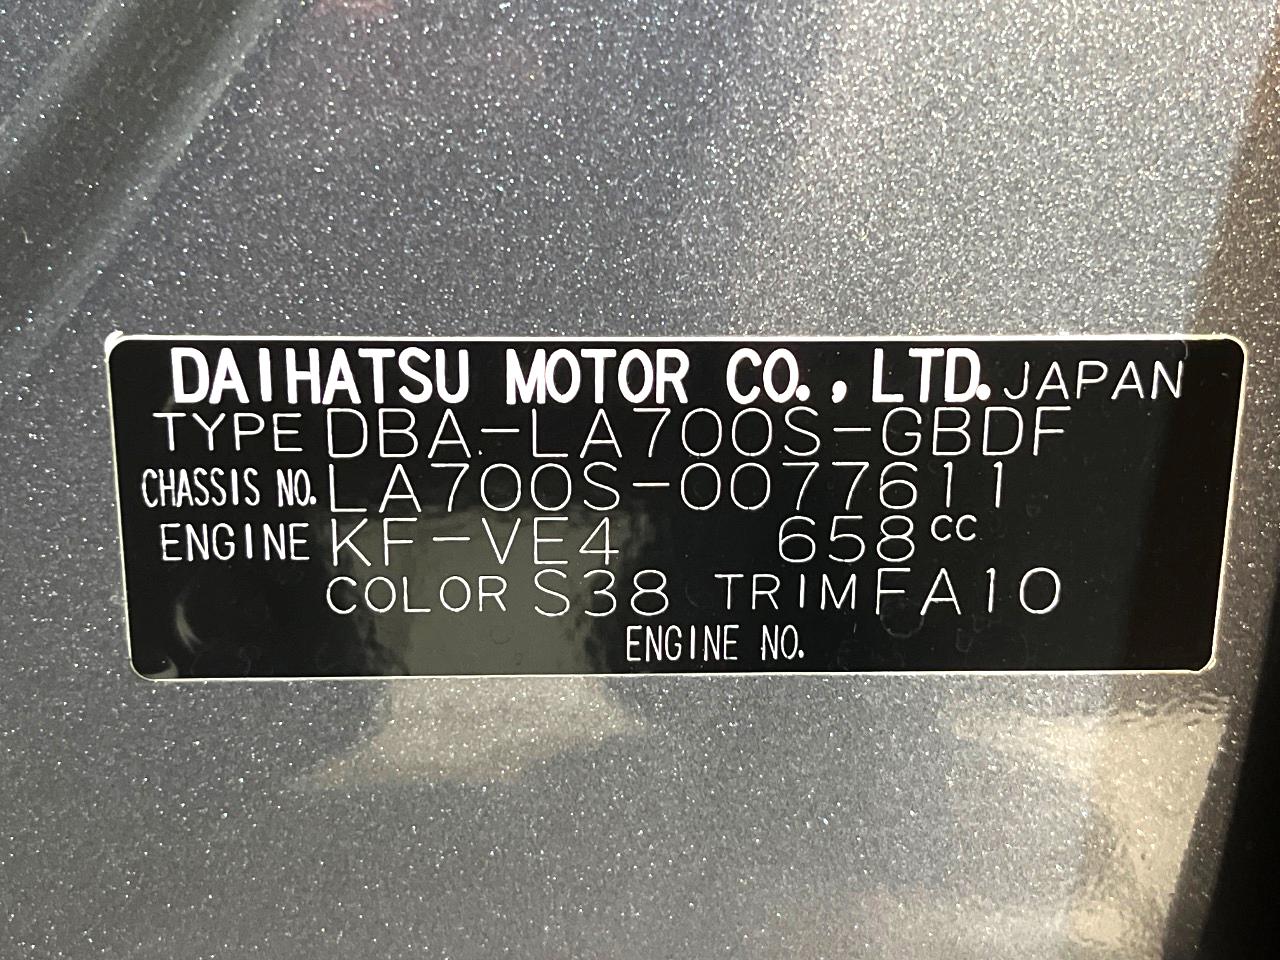 DAIHATSU MOTOR CO., LTD. JAPAN
TYPE DBA-LA700S-GBDF
CHASSIS NO. LA700S-0077611
ENGINE KF-VE4 658cc
COLOR S38 TRIM FA10
ENGINE NO.